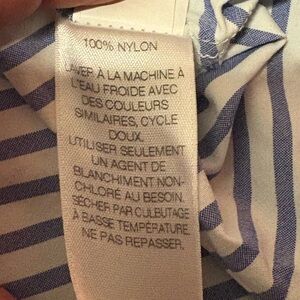 100% NYLON
LAVER À LA MACHINE À
L'EAU FROIDE AVEC
DES COULEURS
SIMILAIRES, CYCLE
DOUX.
UTILISER SEULEMENT
UN AGENT DE
BLANCHIMENT NON-
CHLORÉ AU BESOIN.
SÉCHER PAR CULBUTAGE
À BASSE TEMPÉRATURE.
NE PAS REPASSER.